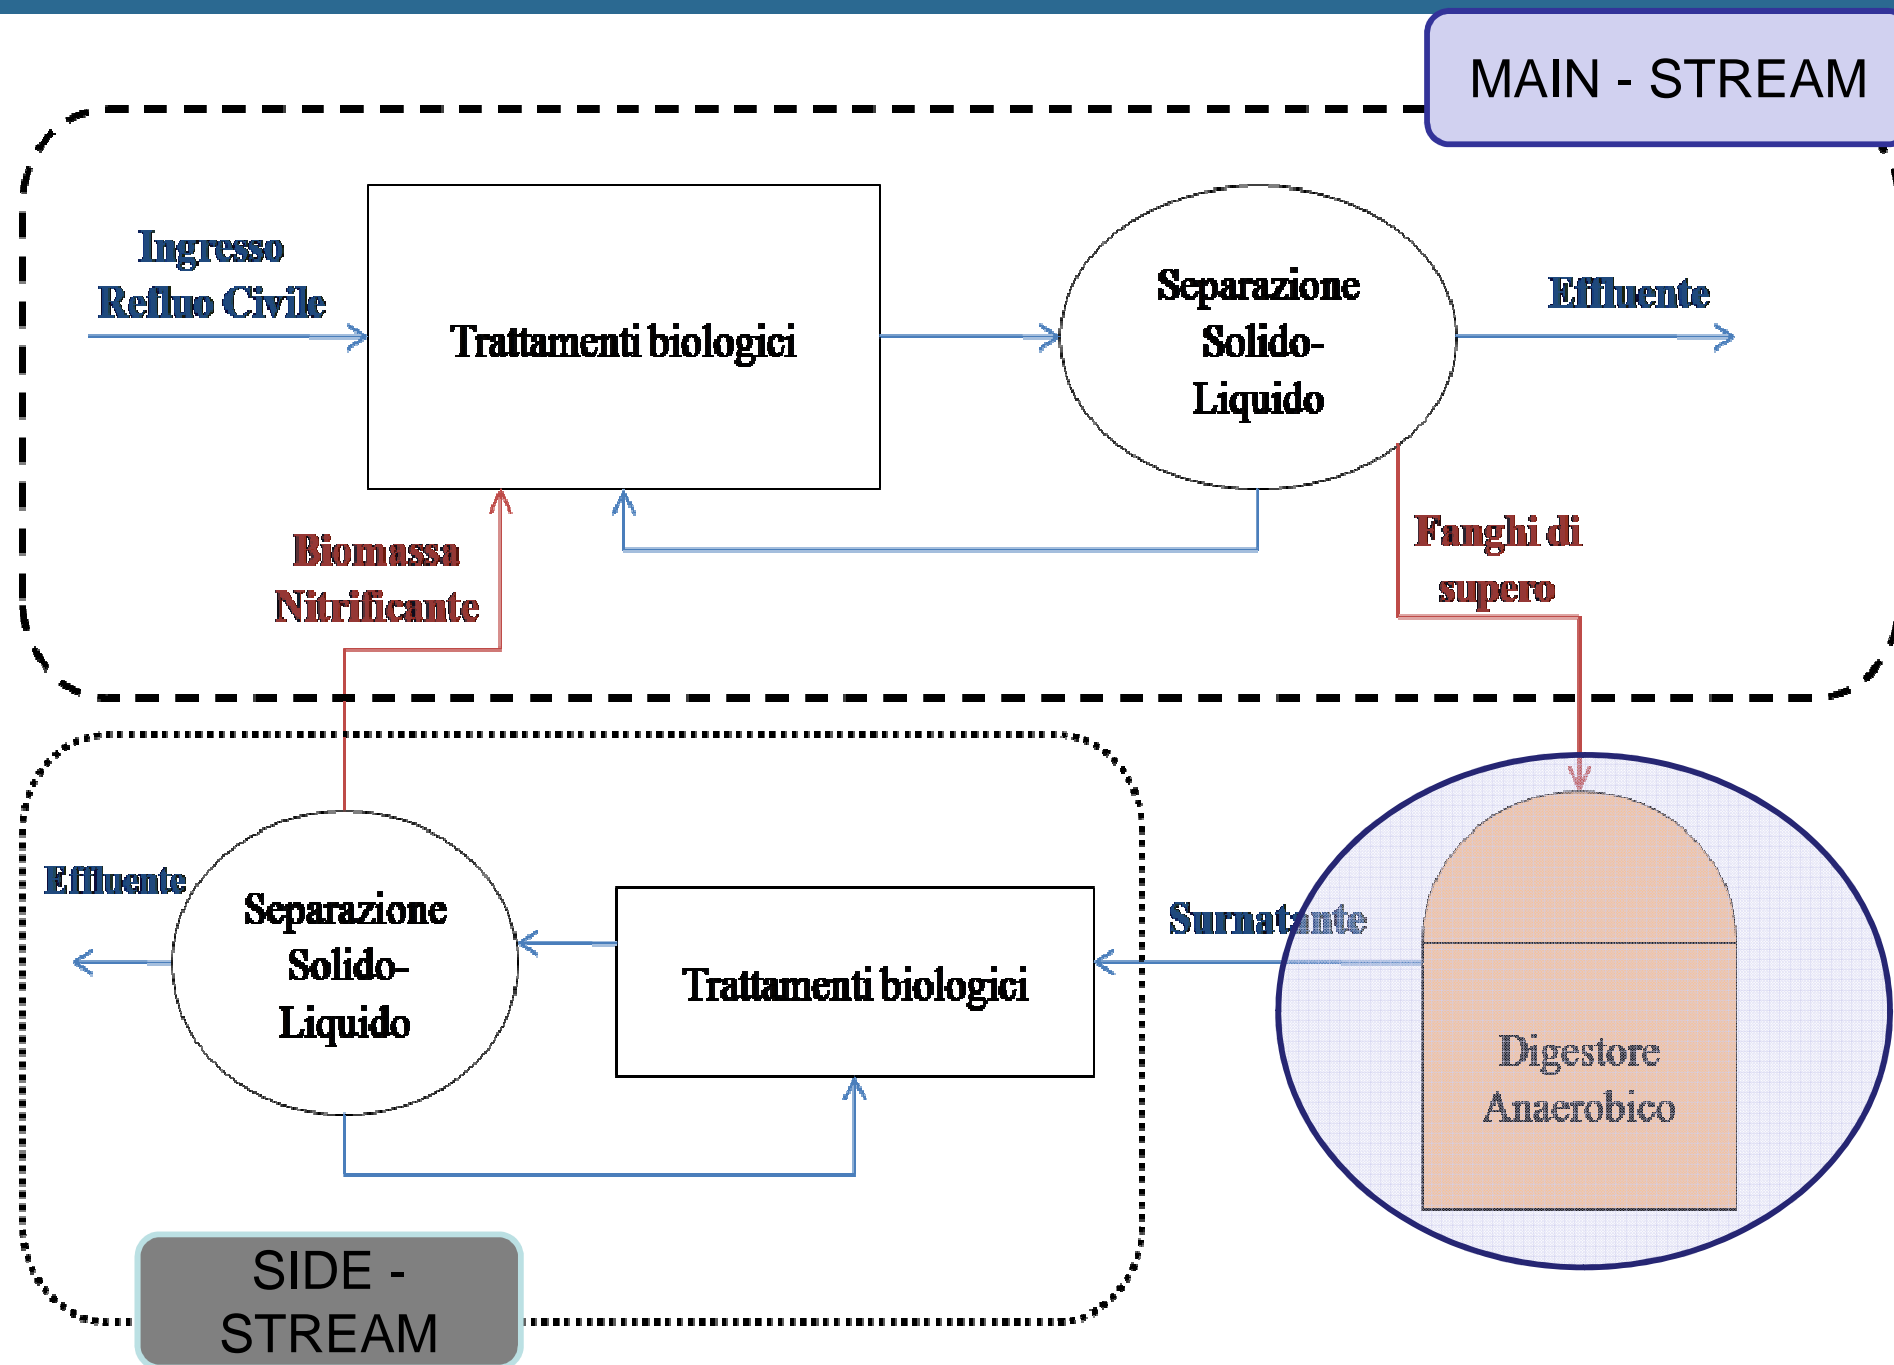 MAIN - STREAM
Ingresso
Refluo Civile
Trattamenti biologici
Separazione
Solido-
Liquido
Effluente
Biomassa
Nitrificante
Fanghi di
supero
Effluente
Separazione
Solido-
Liquido
Trattamenti biologici
Surnatante
Digestore
Anaerobico
SIDE -
STREAM